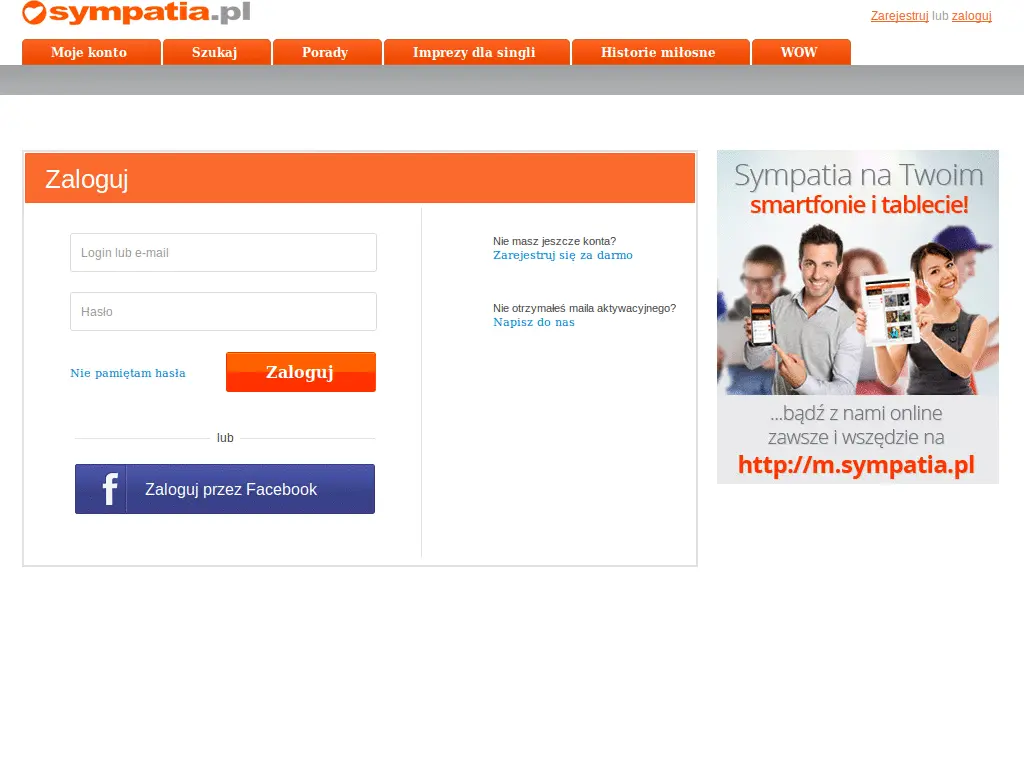 sympatia.pl
Zarejestruj lub zaloguj
Moje konto
Szukaj
Porady
Imprezy dla singli
Historie miłosne
WOW
Zaloguj
Login lub e-mail
Hasło
Nie pamiętam hasła
Zaloguj
lub
f
Zaloguj przez Facebook
Nie masz jeszcze konta?
Zarejestruj się za darmo
Nie otrzymałeś maila aktywacyjnego?
Napisz do nas
Sympatia na Twoim
smartfonie i tablecie!
...bądź z nami online
zawsze i wszędzie na
http://m.sympatia.pl